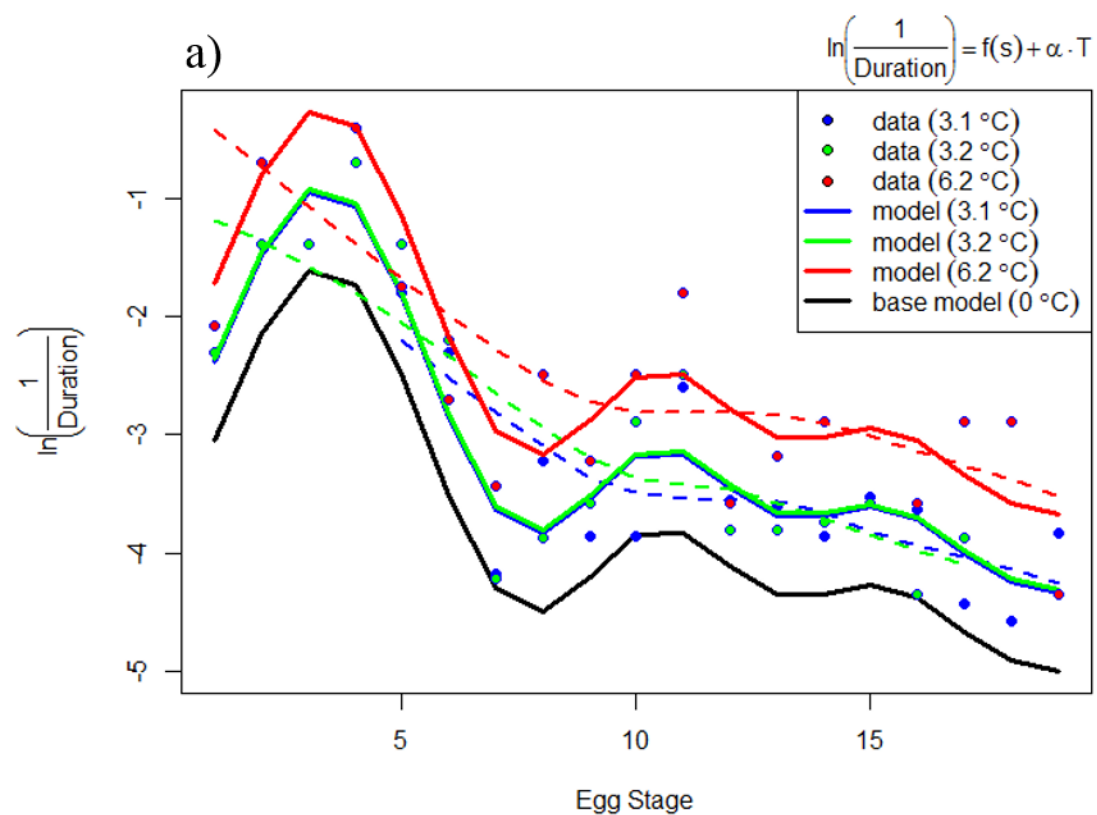 a)
ln(1/Duration) = f(s) + α · T
data (3.1 °C)
data (3.2 °C)
data (6.2 °C)
model (3.1 °C)
model (3.2 °C)
model (6.2 °C)
base model (0 °C)
ln(1/Duration)
-1
-2
-3
-4
-5
5
10
15
Egg Stage